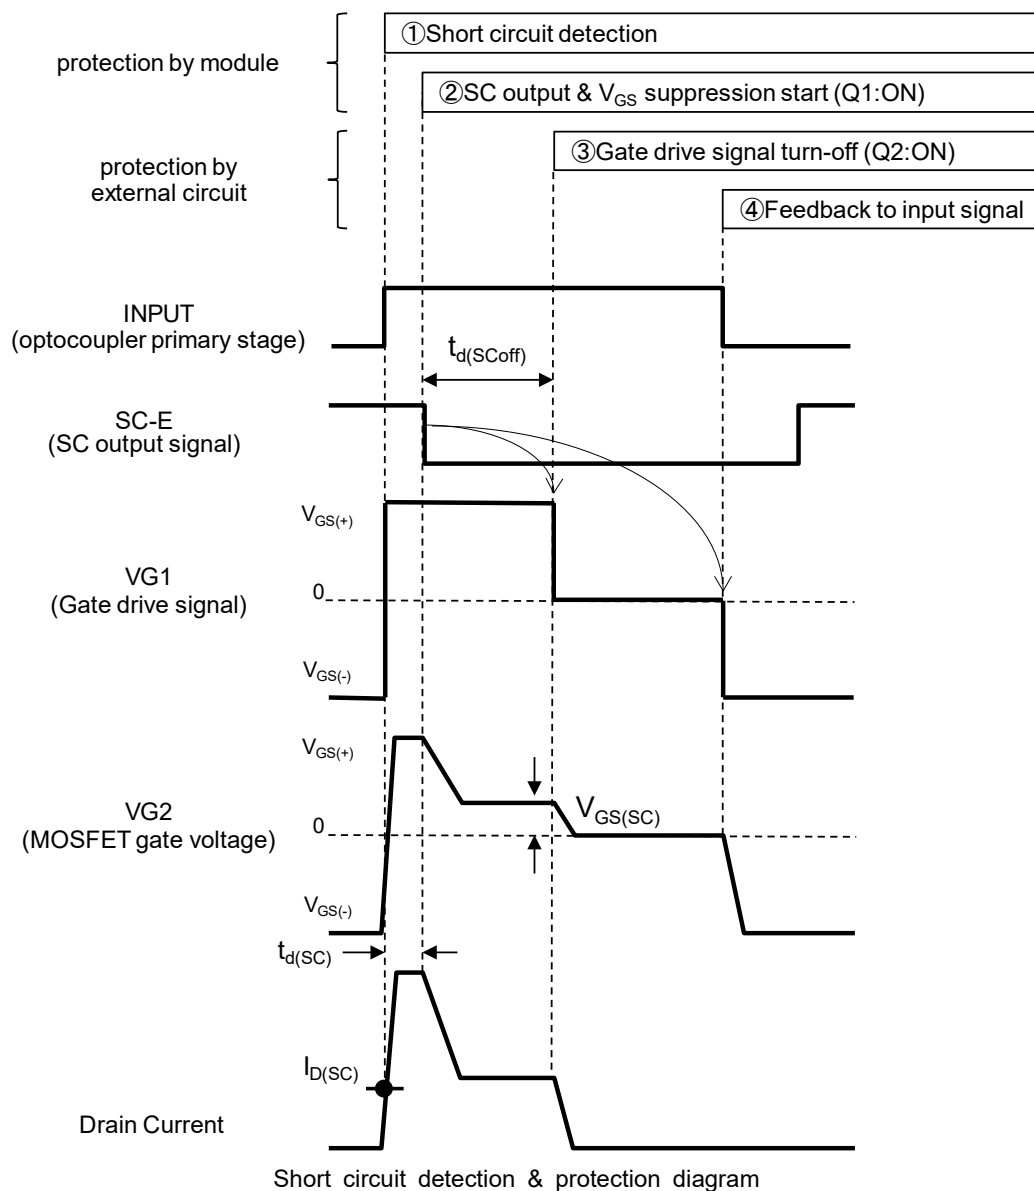 ①Short circuit detection
protection by module
②SC output & VGS suppression start (Q1:ON)
③Gate drive signal turn-off (Q2:ON)
protection by
external circuit
④Feedback to input signal
INPUT
(optocoupler primary stage)
td(SCoff)
SC-E
(SC output signal)
VGS(+)
VG1
(Gate drive signal)
0
VGS(-)
VGS(+)
VG2
(MOSFET gate voltage)
VGS(SC)
0
VGS(-)
td(SC)
ID(SC)
Drain Current
Short circuit detection & protection diagram